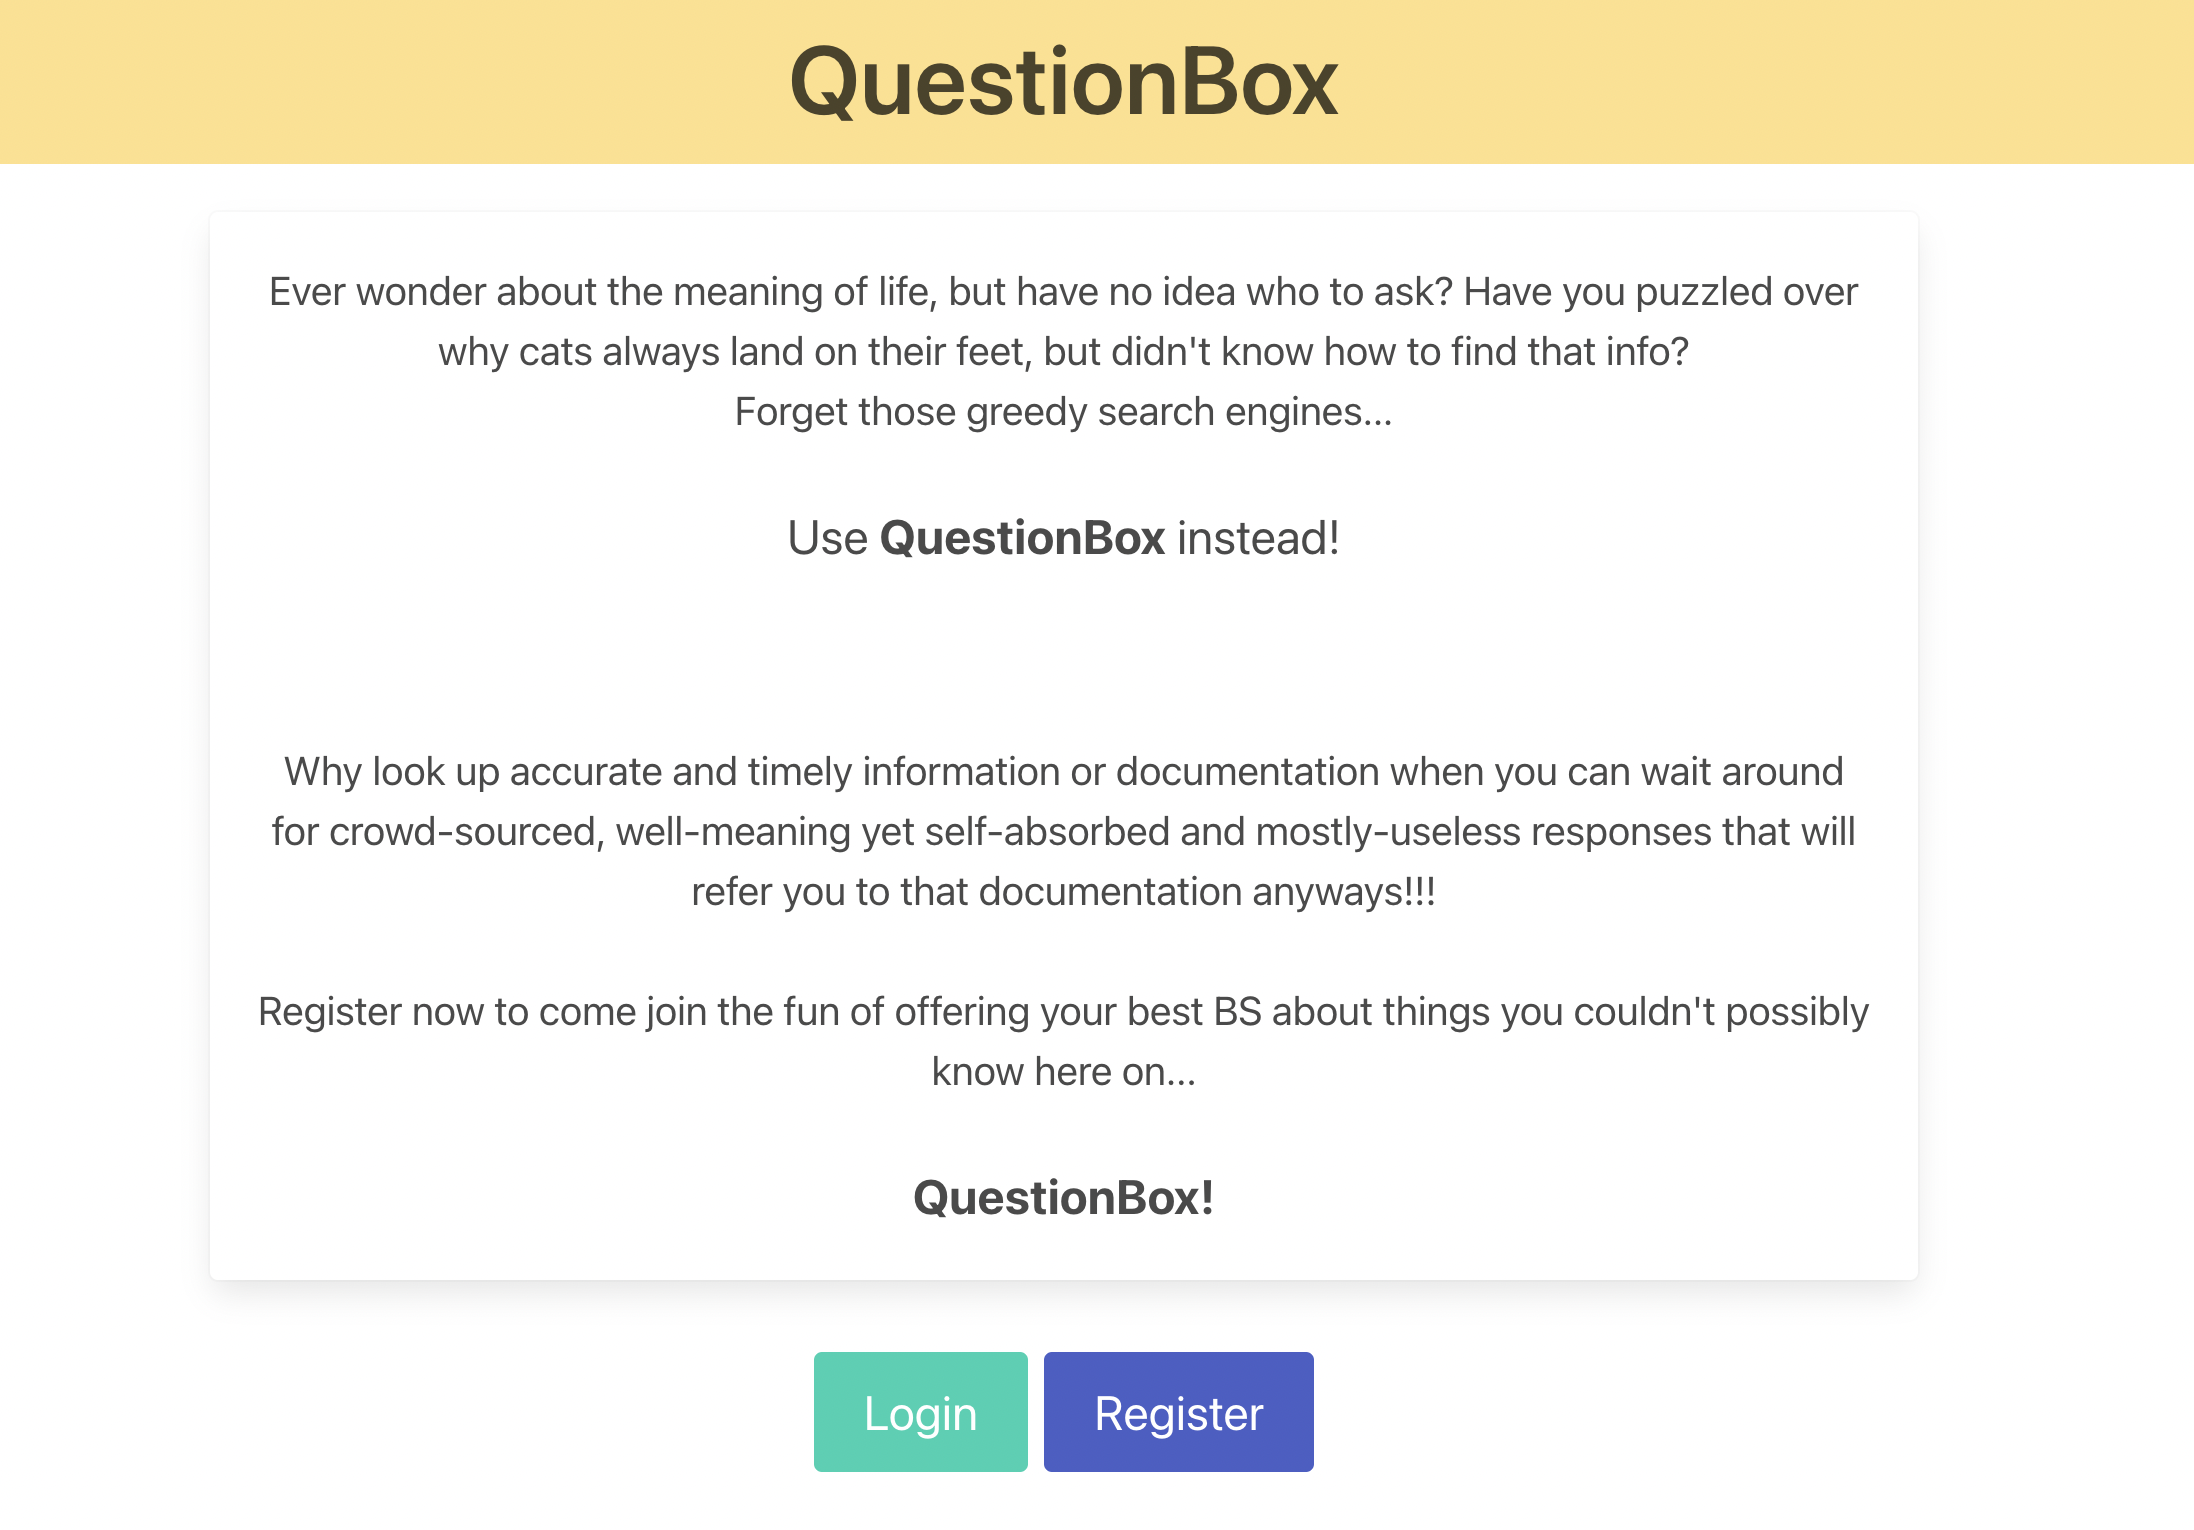 QuestionBox
Ever wonder about the meaning of life, but have no idea who to ask? Have you puzzled over
why cats always land on their feet, but didn't know how to find that info?
Forget those greedy search engines...
Use QuestionBox instead!
Why look up accurate and timely information or documentation when you can wait around
for crowd-sourced, well-meaning yet self-absorbed and mostly-useless responses that will
refer you to that documentation anyways!!!
Register now to come join the fun of offering your best BS about things you couldn't possibly
know here on...
QuestionBox!
Login
Register